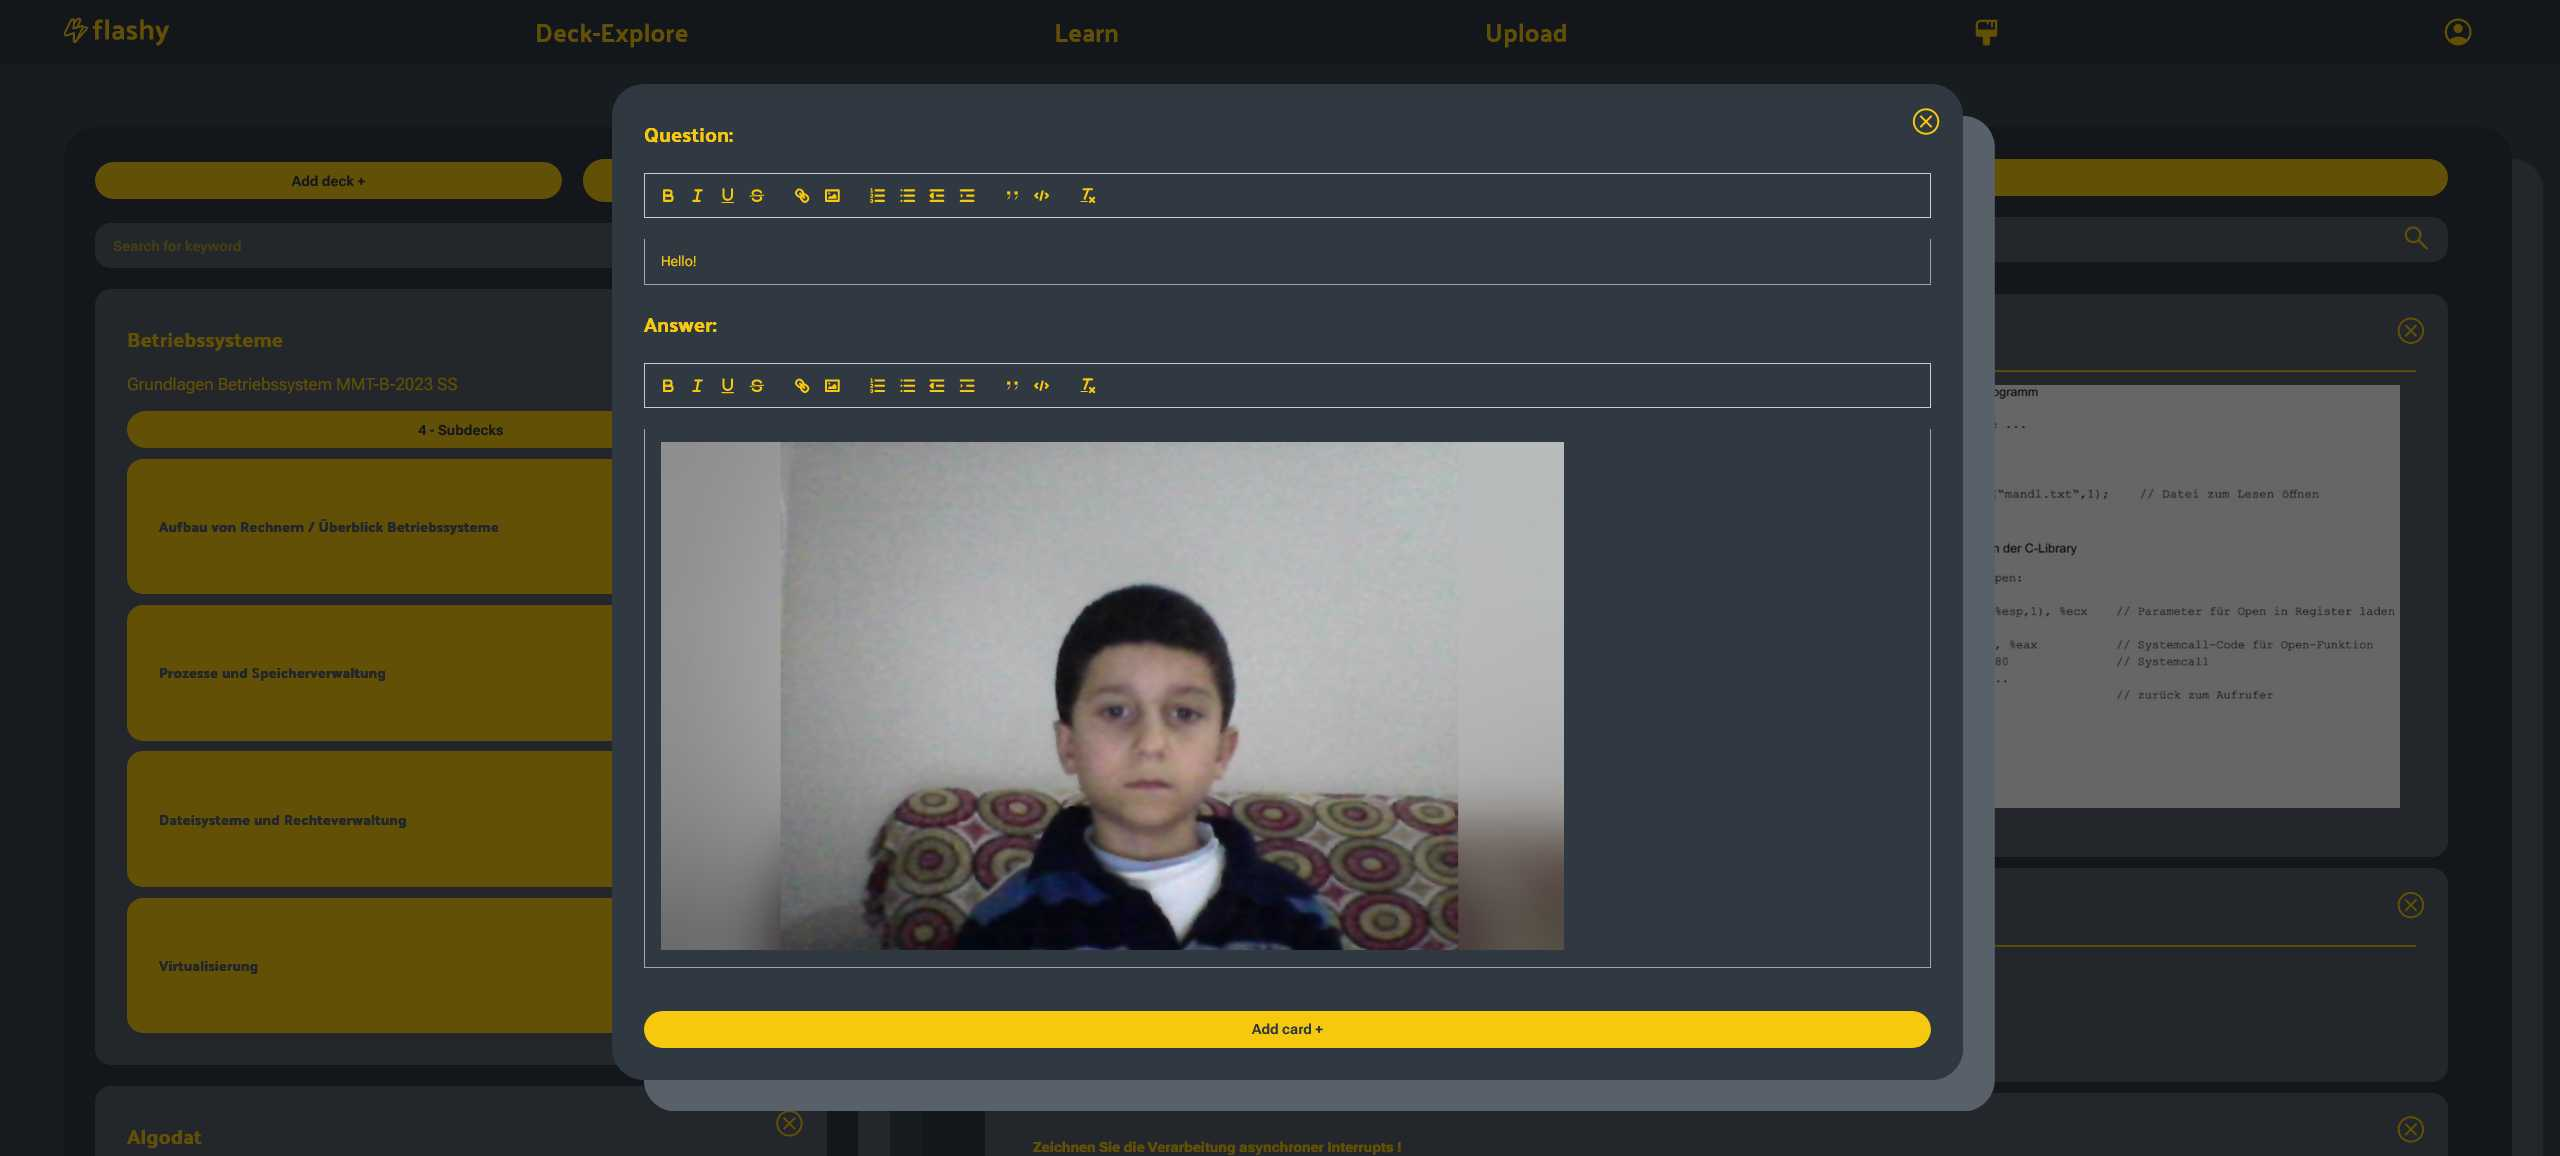 flashy
Deck-Explore
Learn
Upload
Add deck +
Search for keyword
Betriebssysteme
Grundlagen Betriebssystem MMT-B-2023 SS
4 - Subdecks
Aufbau von Rechnern / Überblick Betriebssysteme
Prozesse und Speicherverwaltung
Dateisysteme und Rechteverwaltung
Virtualisierung
Algodat
Question:
Hello!
Answer:
Add card +
ogramm
...
("mandl.txt",1); // Datei zum Lesen öffnen
n der C-Library
pen:
%esp,1), %ecx // Parameter für Open in Register laden
, %eax // Systemcall-Code für Open-Funktion
80 // Systemcall
..
// zurück zum Aufrufer
Zeichnen Sie die Verarbeitung asynchroner Interrupts !